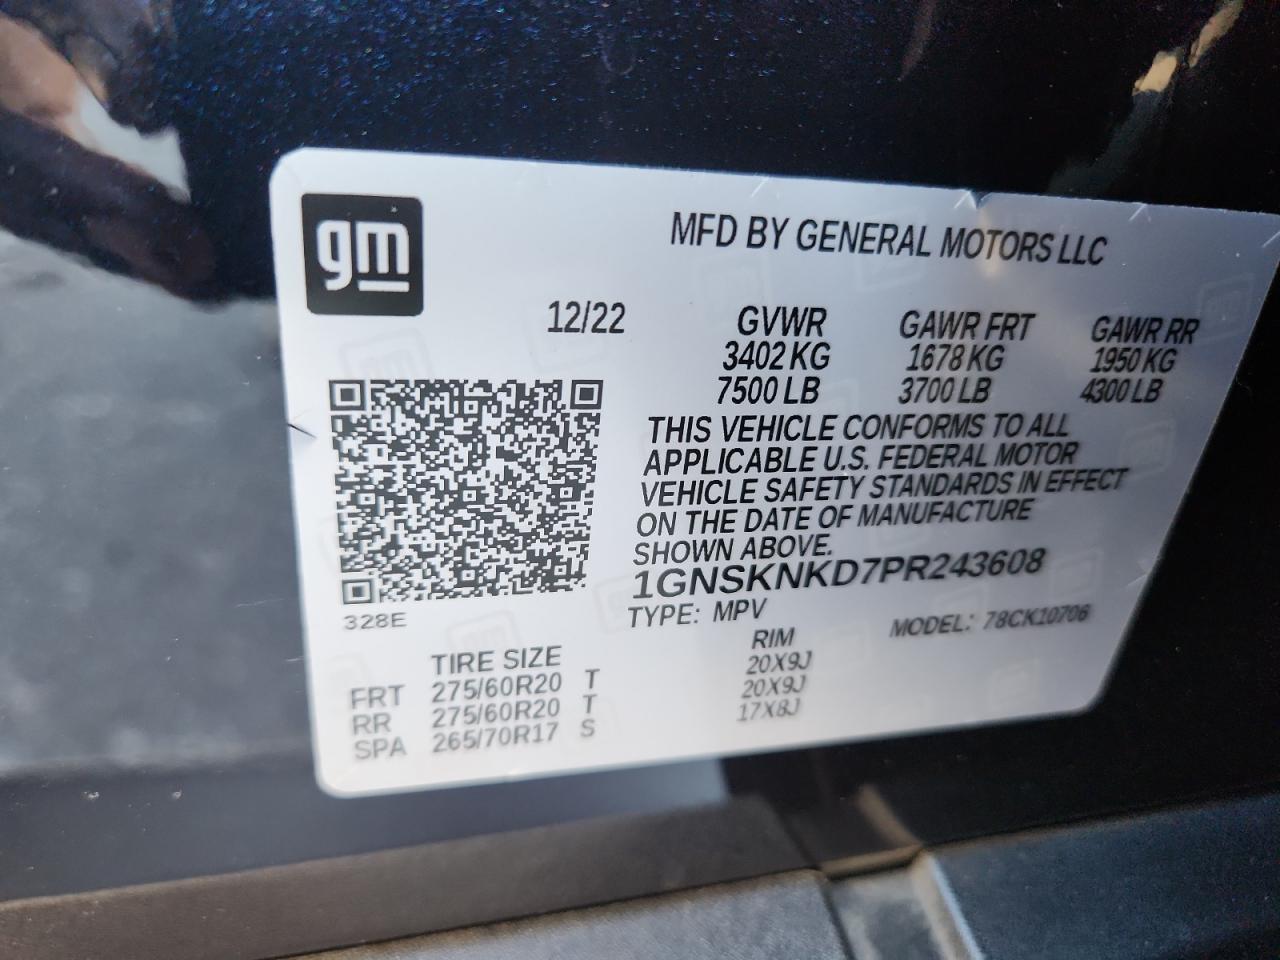 gm
MFD BY GENERAL MOTORS LLC
12/22 GVWR GAWR FRT GAWR RR
3402 KG 1678 KG 1950 KG
7500 LB 3700 LB 4300 LB
THIS VEHICLE CONFORMS TO ALL
APPLICABLE U.S. FEDERAL MOTOR
VEHICLE SAFETY STANDARDS IN EFFECT
ON THE DATE OF MANUFACTURE
SHOWN ABOVE.
1GNSKNKD7PR243608
328E
TYPE: MPV MODEL: 78CK10706
TIRE SIZE RIM
FRT 275/60R20 T 20X9J
RR 275/60R20 T 20X9J
SPA 265/70R17 S 17X8J